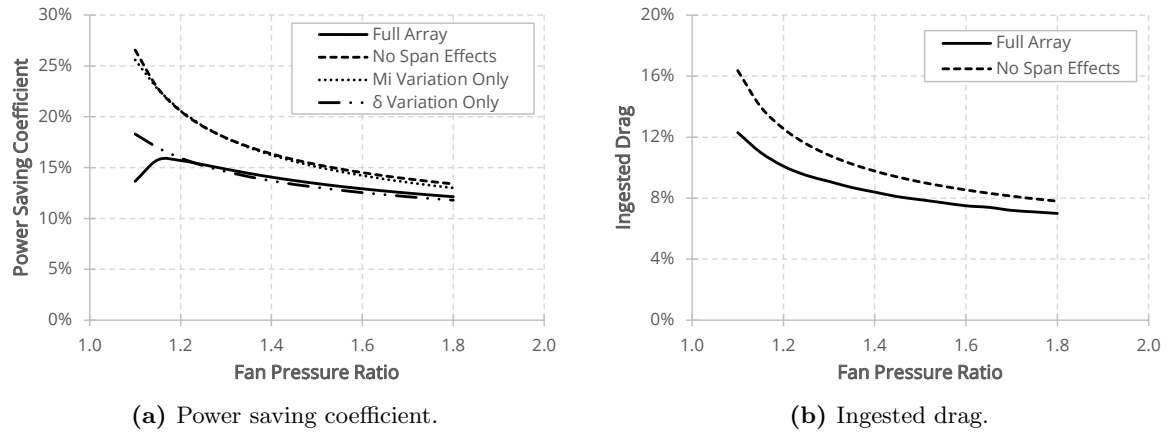 30%
25%
20%
15%
10%
5%
0%
Power Saving Coefficient
Full Array
No Span Effects
Mi Variation Only
δ Variation Only
1.0 1.2 1.4 1.6 1.8 2.0
Fan Pressure Ratio
(a) Power saving coefficient.
20%
16%
12%
8%
4%
0%
Ingested Drag
Full Array
No Span Effects
1.0 1.2 1.4 1.6 1.8 2.0
Fan Pressure Ratio
(b) Ingested drag.